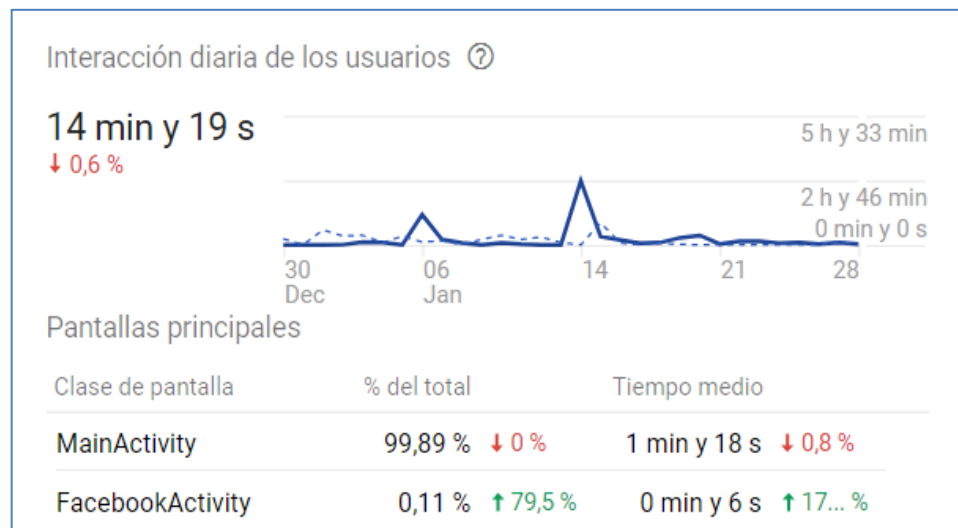 Interacción diaria de los usuarios ?
14 min y 19 s
↓ 0,6 %
5 h y 33 min
2 h y 46 min
0 min y 0 s
30 06 14 21 28
Dec Jan
Pantallas principales
Clase de pantalla % del total Tiempo medio
MainActivity 99,89 % ↓ 0 % 1 min y 18 s ↓ 0,8 %
FacebookActivity 0,11 % ↑ 79,5 % 0 min y 6 s ↑ 17... %